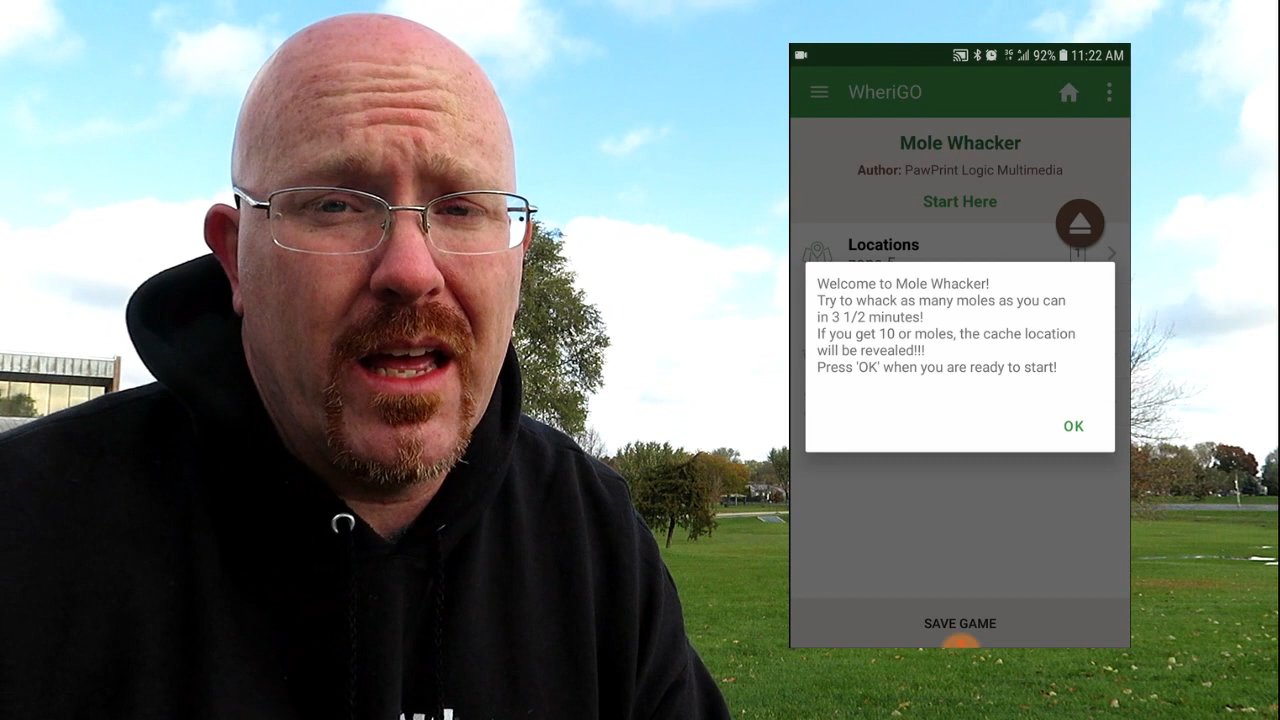 3G 92% 11:22 AM
WheriGO
Mole Whacker
Author: PawPrint Logic Multimedia
Start Here
Locations
Welcome to Mole Whacker!
Try to whack as many moles as you can
in 3 1/2 minutes!
If you get 10 or moles, the cache location
will be revealed!!!
Press 'OK' when you are ready to start!
OK
SAVE GAME